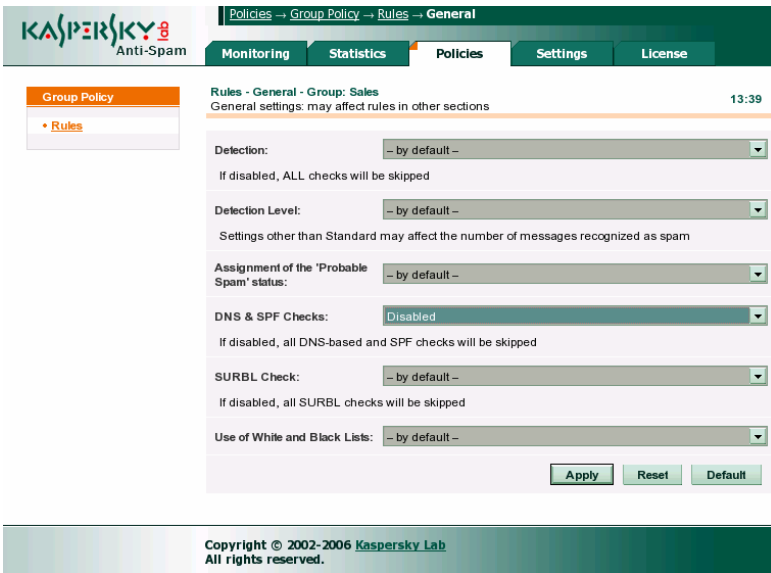 Policies → Group Policy → Rules → General
KASPERSKY lab
Anti-Spam
Monitoring
Statistics
Policies
Settings
License
Group Policy
• Rules
Rules - General - Group: Sales
General settings: may affect rules in other sections
13:39
Detection:
– by default –
If disabled, ALL checks will be skipped
Detection Level:
– by default –
Settings other than Standard may affect the number of messages recognized as spam
Assignment of the 'Probable
Spam' status:
– by default –
DNS & SPF Checks:
Disabled
If disabled, all DNS-based and SPF checks will be skipped
SURBL Check:
– by default –
If disabled, all SURBL checks will be skipped
Use of White and Black Lists:
– by default –
Apply
Reset
Default
Copyright © 2002-2006 Kaspersky Lab
All rights reserved.